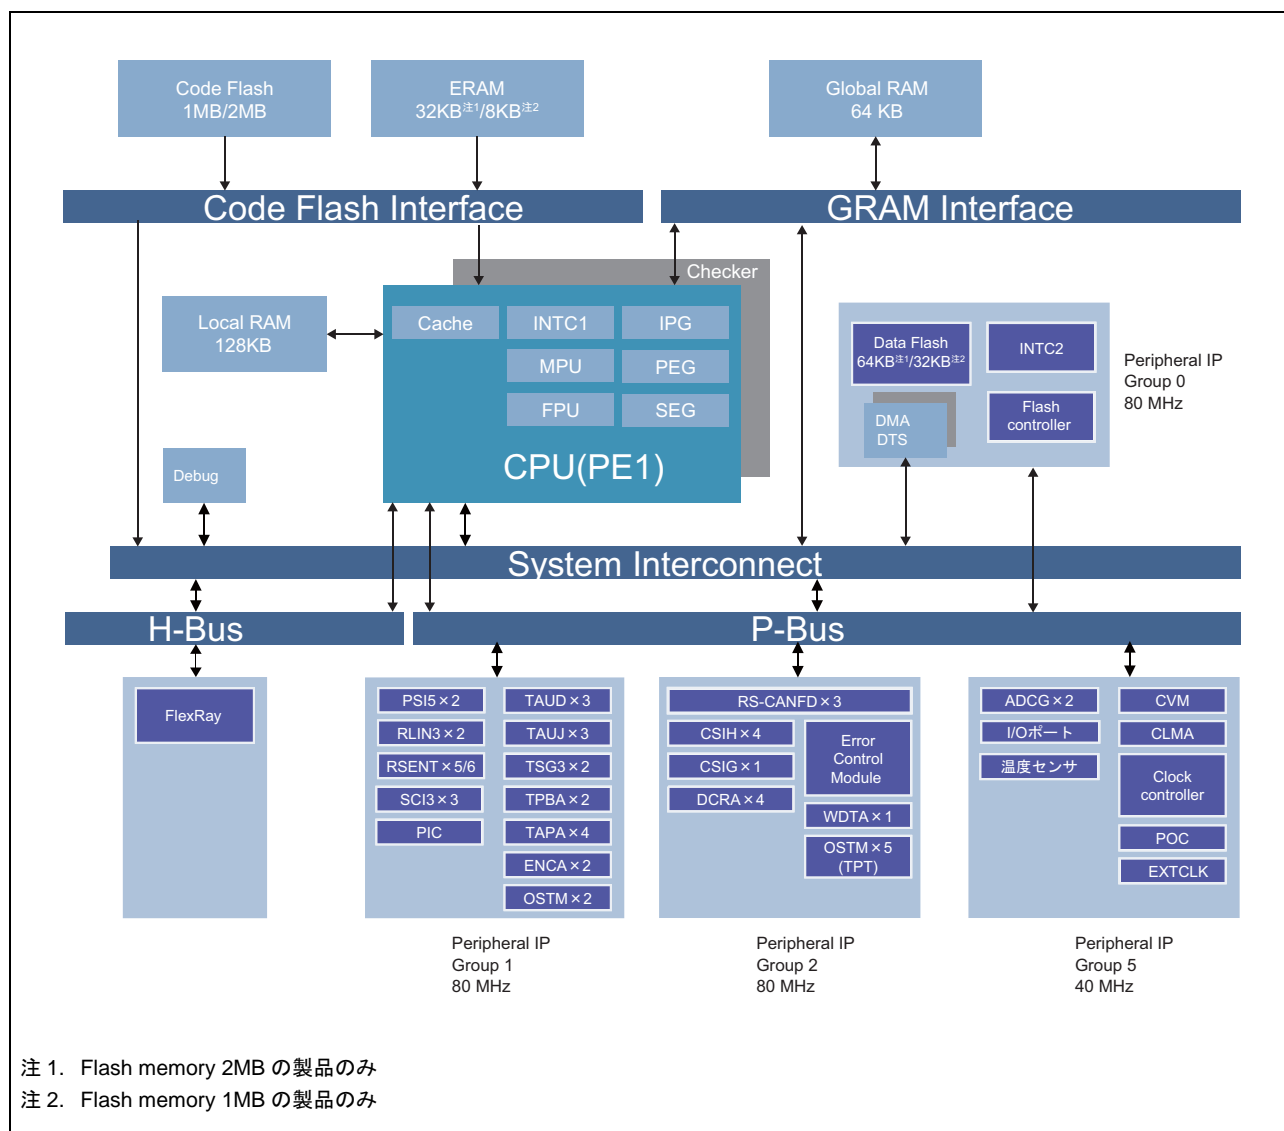 Code Flash
1MB/2MB
ERAM
32KB注1/8KB注2
Global RAM
64 KB
Code Flash Interface
GRAM Interface
Checker
Local RAM
128KB
Cache
INTC1
IPG
MPU
PEG
FPU
SEG
CPU(PE1)
Data Flash
64KB注1/32KB注2
INTC2
DMA
DTS
Flash
controller
Peripheral IP
Group 0
80 MHz
Debug
System Interconnect
H-Bus
P-Bus
FlexRay
PSI5×2
RLIN3×2
RSENT×5/6
SCI3×3
PIC
TAUD×3
TAUJ×3
TSG3×2
TPBA×2
TAPA×4
ENCA×2
OSTM×2
RS-CANFD×3
CSIH×4
CSIG×1
DCRA×4
Error
Control
Module
WDTA×1
OSTM×5
(TPT)
ADCG×2
I/Oポート
温度センサ
CVM
CLMA
Clock
controller
POC
EXTCLK
Peripheral IP
Group 1
80 MHz
Peripheral IP
Group 2
80 MHz
Peripheral IP
Group 5
40 MHz
注 1. Flash memory 2MB の製品のみ
注 2. Flash memory 1MB の製品のみ